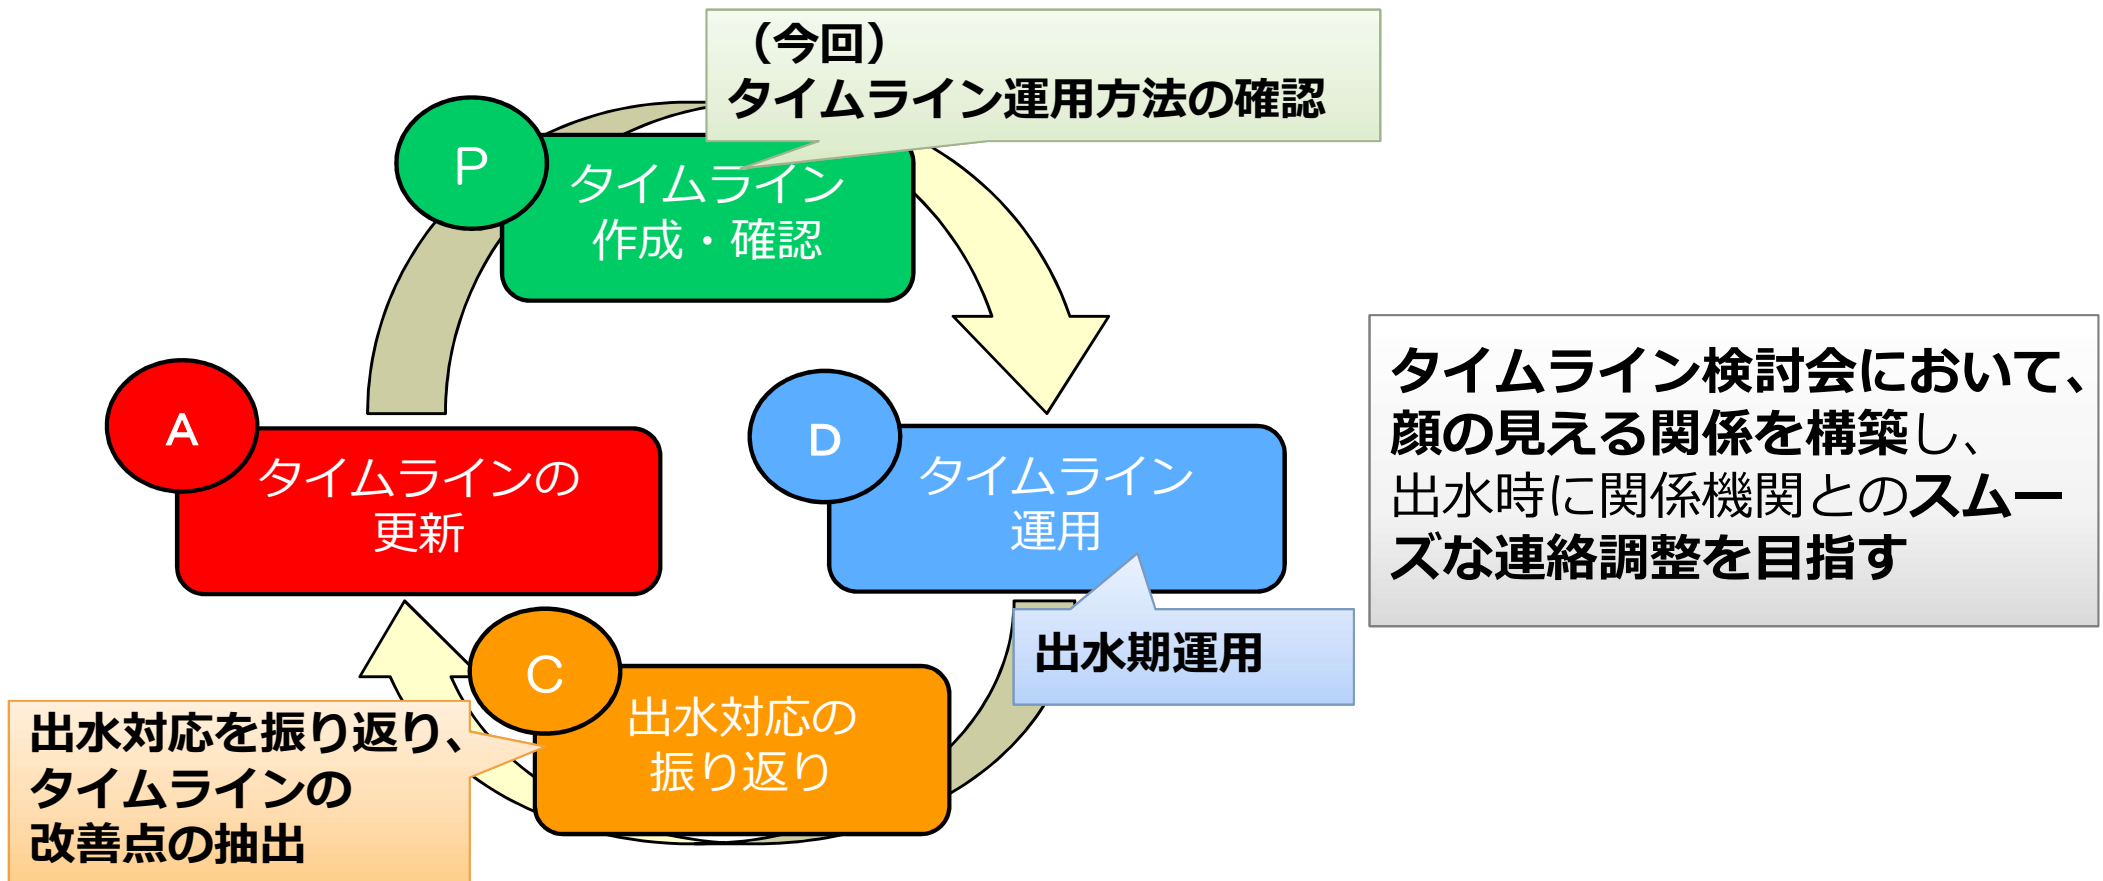 （今回）
タイムライン運用方法の確認
P
タイムライン
作成・確認
A
タイムラインの
更新
D
タイムライン
運用
タイムライン検討会において、
顔の見える関係を構築し、
出水時に関係機関とのスムー
ズな連絡調整を目指す
出水期運用
C
出水対応の
振り返り
出水対応を振り返り、
タイムラインの
改善点の抽出